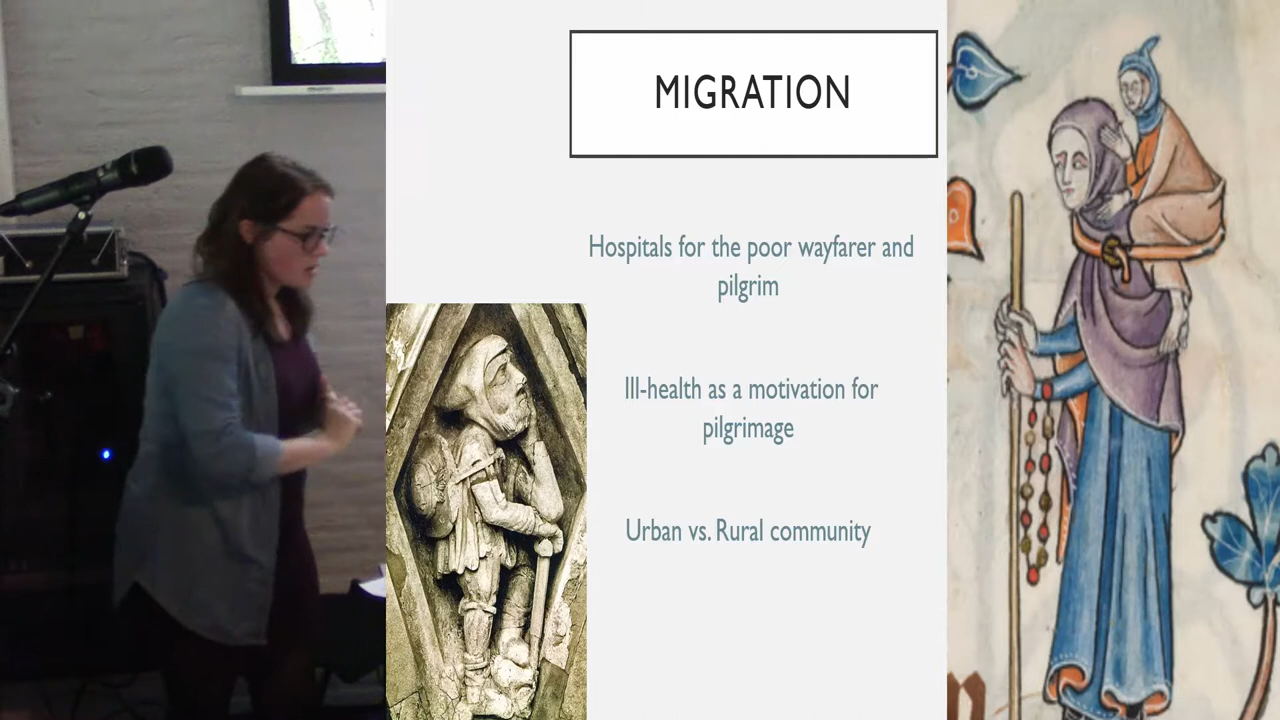 MIGRATION
Hospitals for the poor wayfarer and
pilgrim
Ill-health as a motivation for
pilgrimage
Urban vs. Rural community